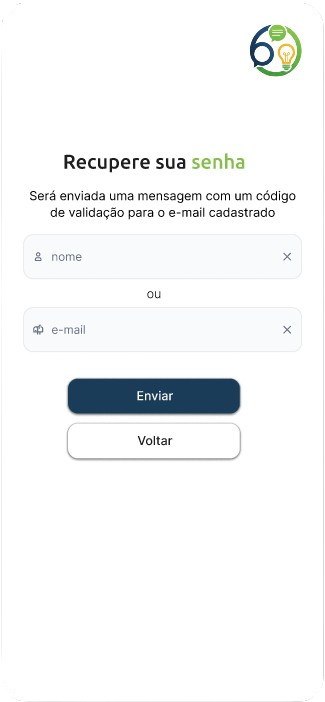 Recupere sua senha
Será enviada uma mensagem com um código
de validação para o e-mail cadastrado
nome
ou
e-mail
Enviar
Voltar